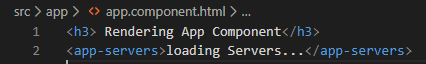 src > app > <> app.component.html > ...
1 <h3> Rendering App Component</h3>
2 <app-servers>loading Servers...</app-servers>